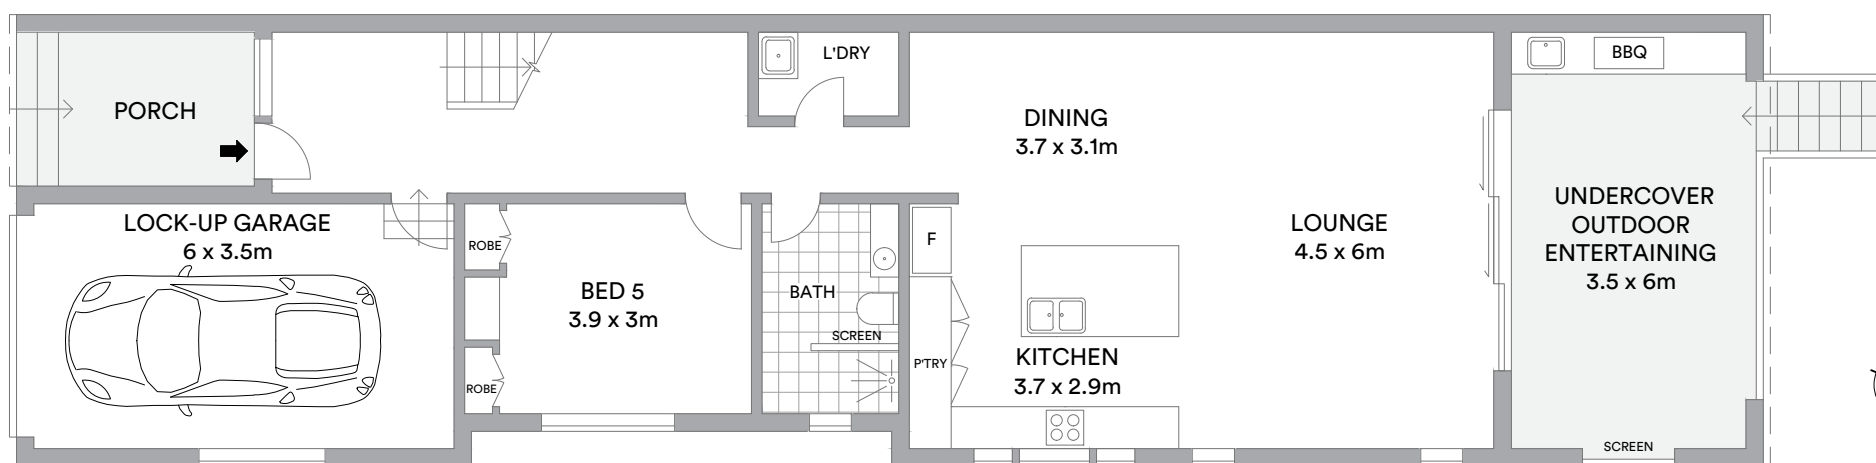 PORCH
LOCK-UP GARAGE
6 x 3.5m
ROBE
ROBE
BED 5
3.9 x 3m
L'DRY
BATH
SCREEN
F
P'TRY
DINING
3.7 x 3.1m
KITCHEN
3.7 x 2.9m
LOUNGE
4.5 x 6m
BBQ
UNDERCOVER
OUTDOOR
ENTERTAINING
3.5 x 6m
SCREEN